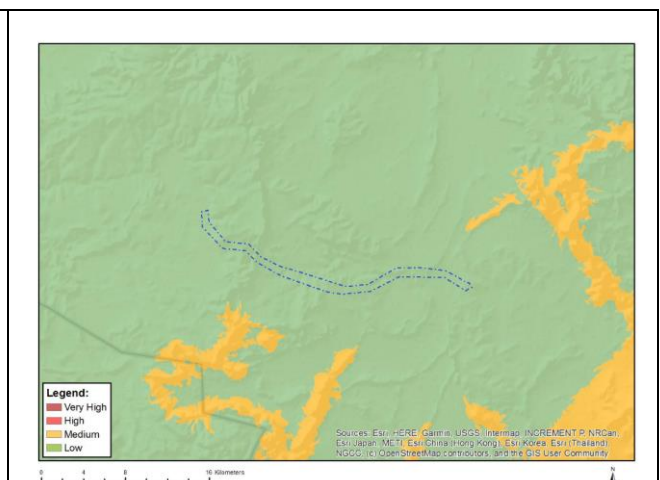 Legend:
Very High
High
Medium
Low
Sources: Esri, HERE, Garmin, USGS, Intermap, INCREMENT P, NRCan,
Esri Japan, METI, Esri China (Hong Kong), Esri Korea, Esri (Thailand),
NGCC, (c) OpenStreetMap contributors, and the GIS User Community
0 4 8 16 Kilometers
N